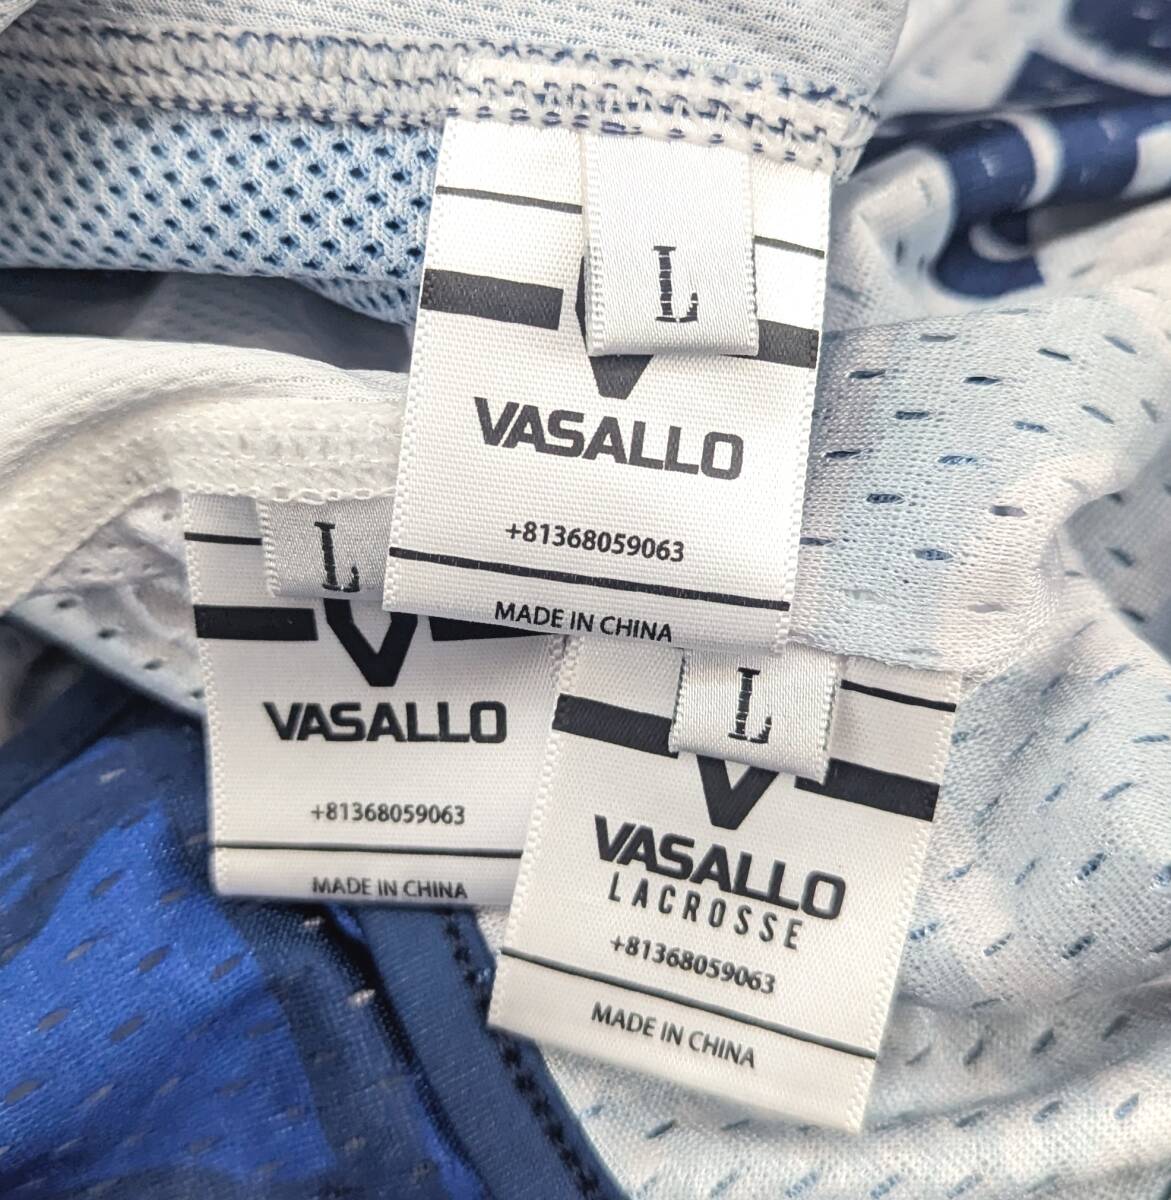 L
VASALLO
+81368059063
MADE IN CHINA
L
VASALLO
+81368059063
MADE IN CHINA
L
VASALLO
LACROSSE
+81368059063
MADE IN CHINA